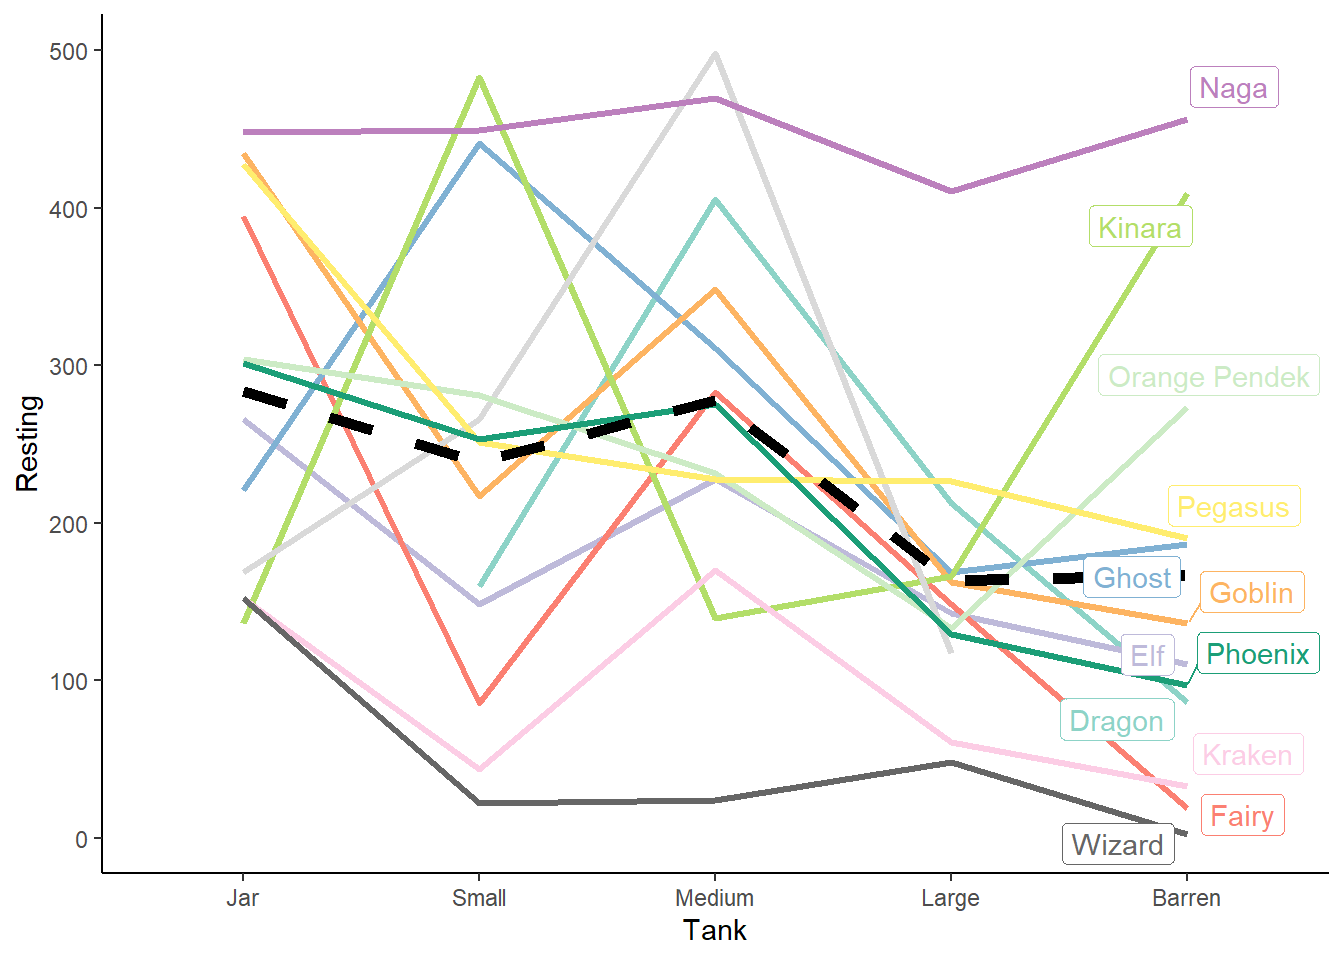 500
400
300
200
100
0
Resting
Naga
Kinara
Orange Pendek
Pegasus
Ghost
Goblin
Elf
Phoenix
Dragon
Kraken
Fairy
Wizard
Jar Small Medium Large Barren
Tank